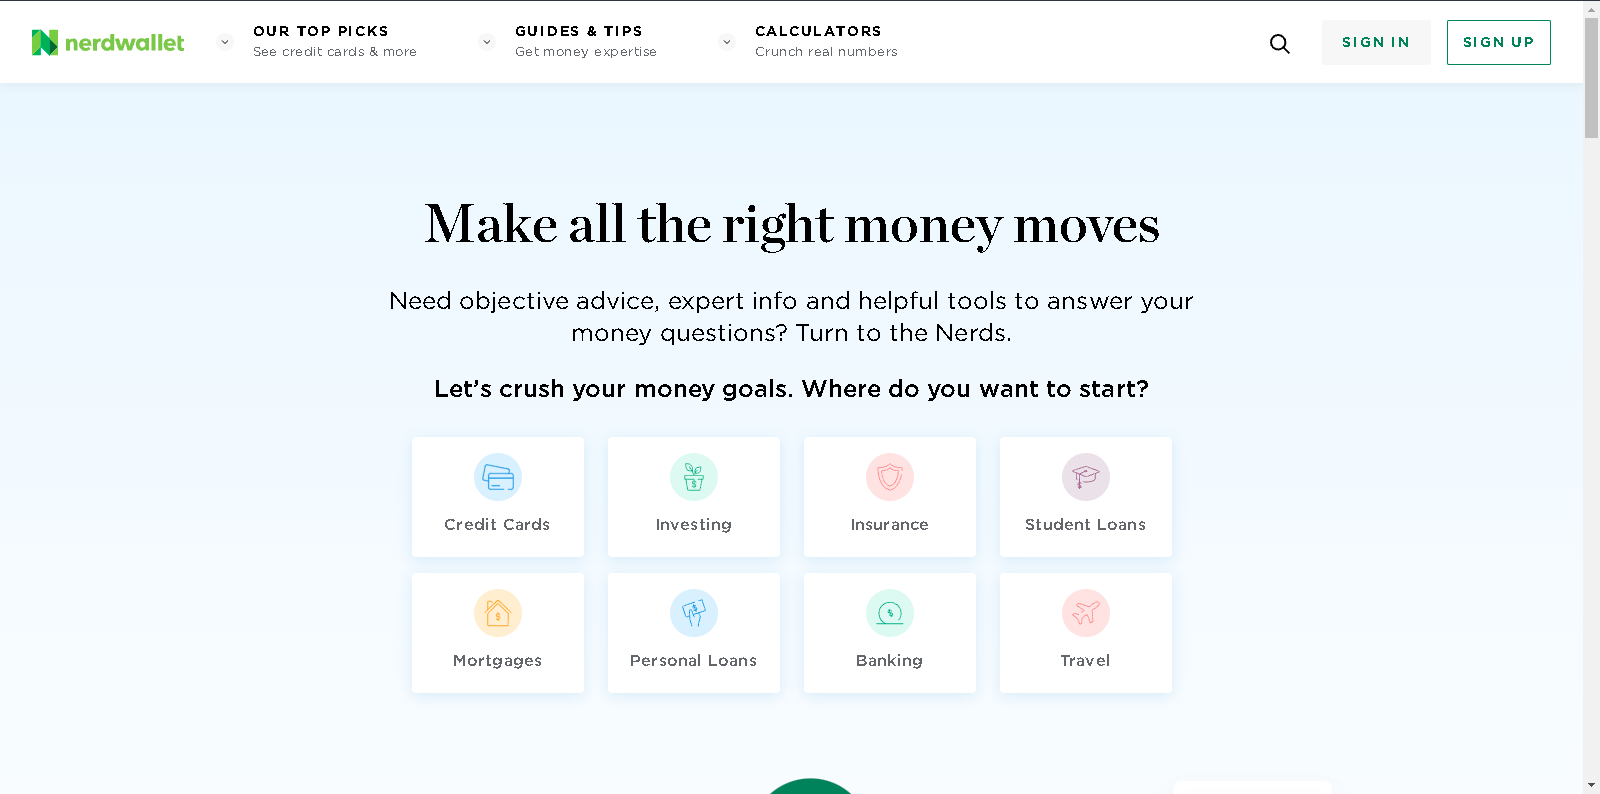 nerdwallet
OUR TOP PICKS
See credit cards & more
GUIDES & TIPS
Get money expertise
CALCULATORS
Crunch real numbers
SIGN IN
SIGN UP
Make all the right money moves
Need objective advice, expert info and helpful tools to answer your
money questions? Turn to the Nerds.
Let’s crush your money goals. Where do you want to start?
Credit Cards
Investing
Insurance
Student Loans
Mortgages
Personal Loans
Banking
Travel